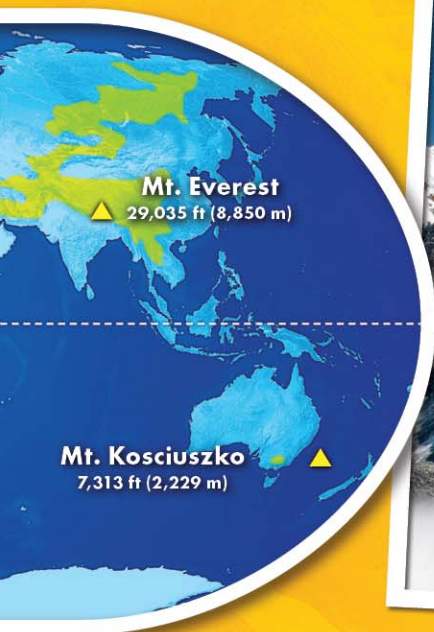 Mt. Everest
29,035 ft (8,850 m)
Mt. Kosciuszko
7,313 ft (2,229 m)